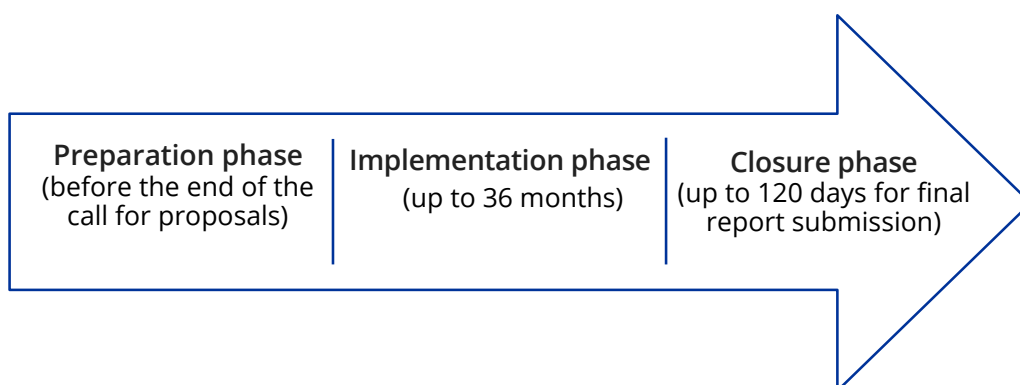 Preparation phase
(before the end of the
call for proposals)
Implementation phase
(up to 36 months)
Closure phase
(up to 120 days for final
report submission)